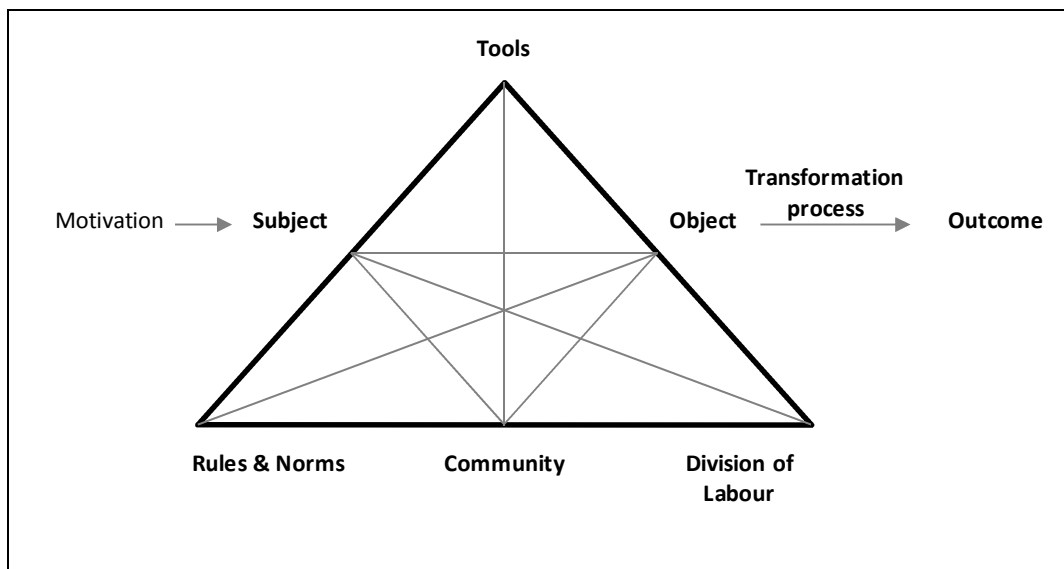 Tools
Transformation
process
Motivation
Subject
Object
Outcome
Rules & Norms
Community
Division of
Labour